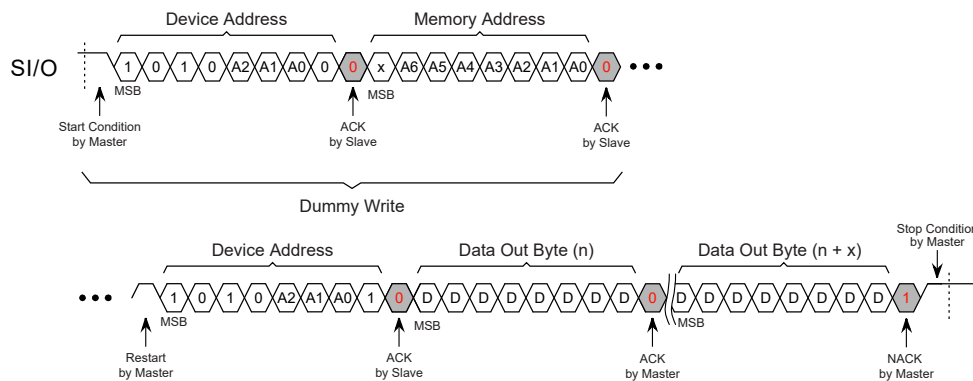 Device Address Memory Address
SI/O 1 0 1 0 A2 A1 A0 0 0 x A6 A5 A4 A3 A2 A1 A0 0 •••
MSB MSB
Start Condition by Master
ACK by Slave
ACK by Slave
Dummy Write
Stop Condition by Master
Device Address Data Out Byte (n) Data Out Byte (n + x)
••• 1 0 1 0 A2 A1 A0 1 0 D D D D D D D D 0 D D D D D D D D 1
MSB MSB MSB
Restart by Master
ACK by Slave
ACK by Master
NACK by Master